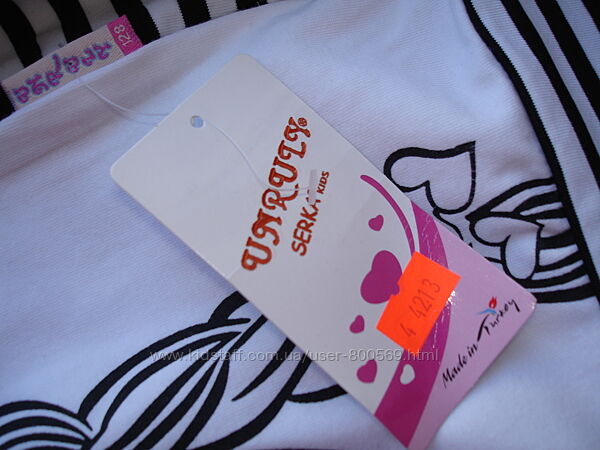 128
UNRULY®
SERKA KIDS
4 4213
Made in Turkey
www.kidstaff.com.ua/user-800569.html